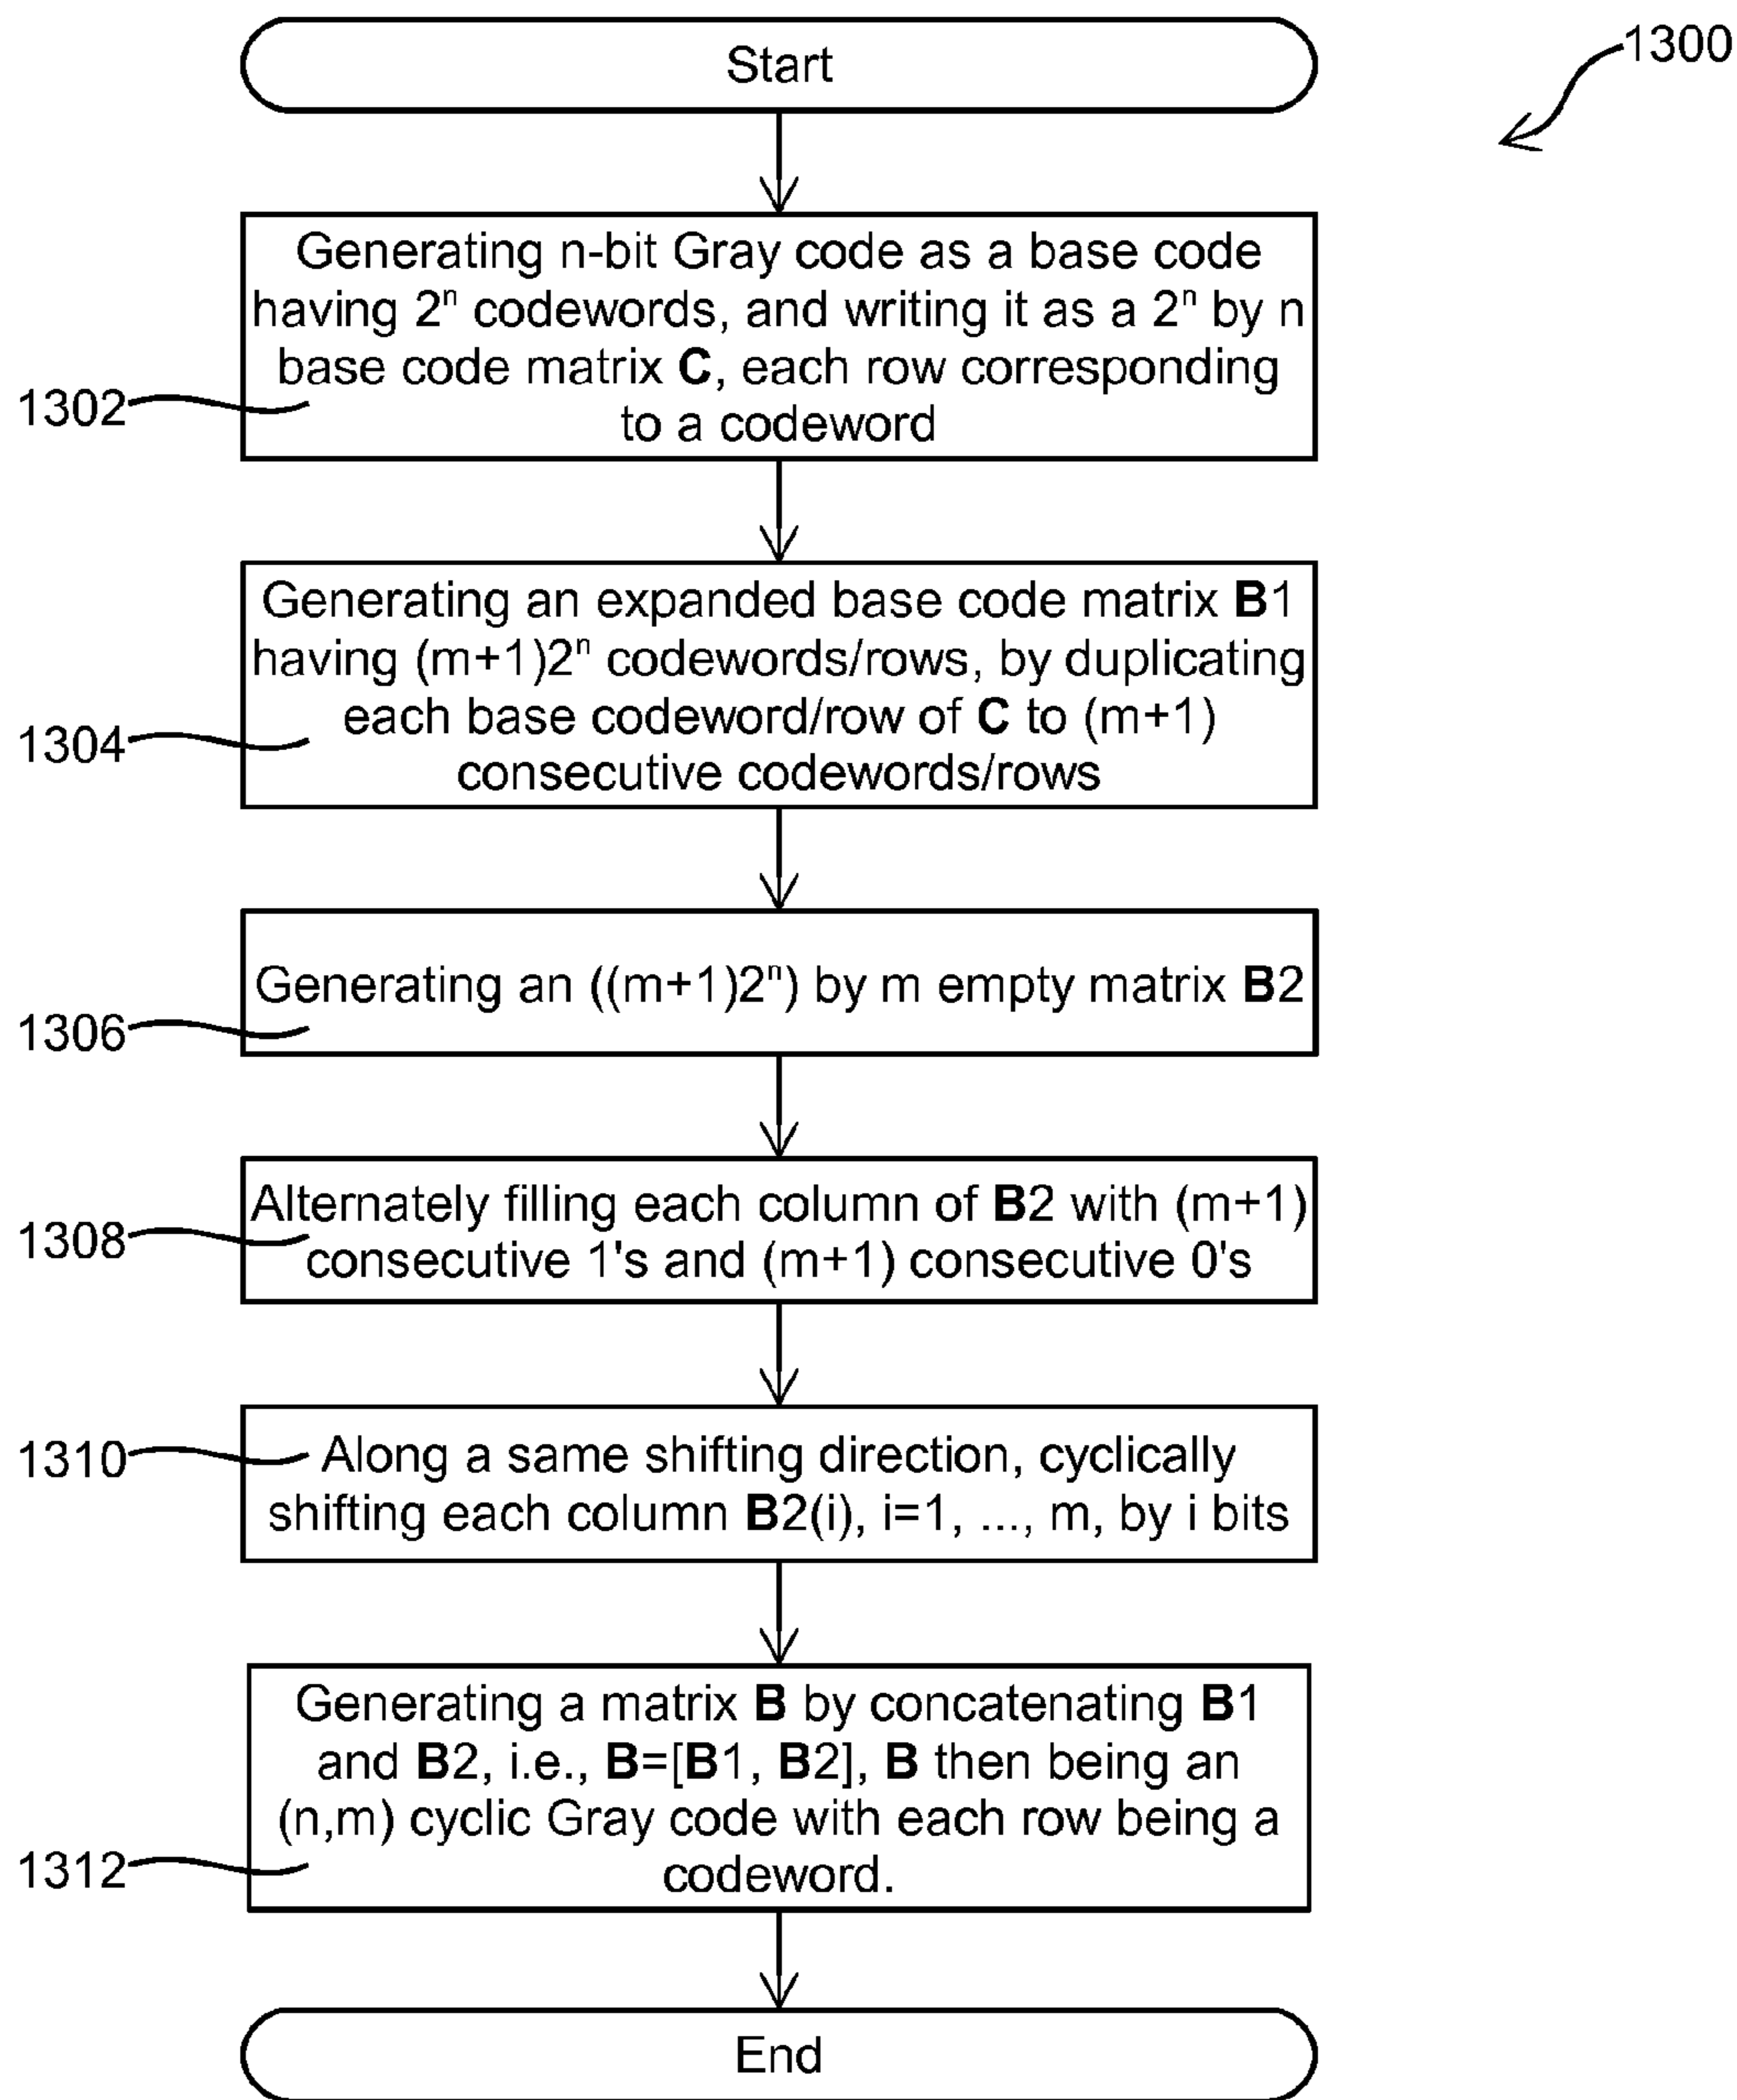 Start
1300
Generating n-bit Gray code as a base code
having 2ⁿ codewords, and writing it as a 2ⁿ by n
base code matrix C, each row corresponding
to a codeword
1302
Generating an expanded base code matrix B1
having (m+1)2ⁿ codewords/rows, by duplicating
each base codeword/row of C to (m+1)
consecutive codewords/rows
1304
Generating an ((m+1)2ⁿ) by m empty matrix B2
1306
Alternately filling each column of B2 with (m+1)
consecutive 1's and (m+1) consecutive 0's
1308
Along a same shifting direction, cyclically
shifting each column B2(i), i=1, ..., m, by i bits
1310
Generating a matrix B by concatenating B1
and B2, i.e., B=[B1, B2], B then being an
(n,m) cyclic Gray code with each row being a
codeword.
1312
End